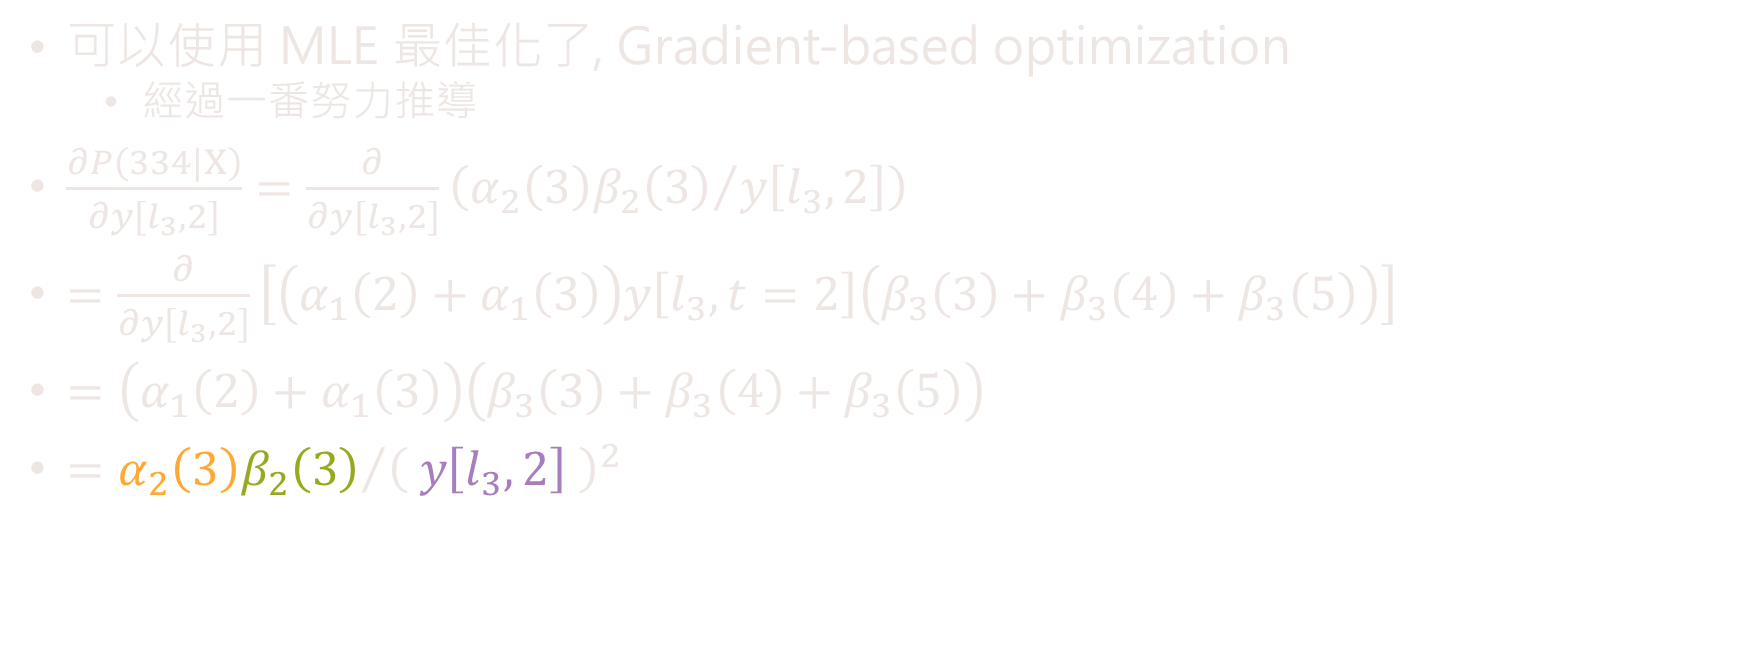 • 可以使用 MLE 最佳化了, Gradient-based optimization
• 經過一番努力推導
• ∂P(334|X)/∂y[l₃,2] = ∂/∂y[l₃,2] (α₂(3)β₂(3)/y[l₃,2])
• = ∂/∂y[l₃,2] [(α₁(2) + α₁(3))y[l₃, t = 2](β₃(3) + β₃(4) + β₃(5))]
• = (α₁(2) + α₁(3))(β₃(3) + β₃(4) + β₃(5))
• = α₂(3)β₂(3)/( y[l₃,2] )²